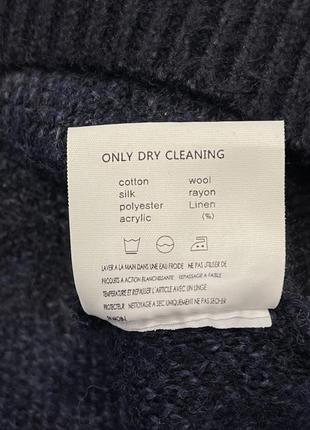 ONLY DRY CLEANING
cotton wool
silk rayon
polyester Linen
acrylic (%)
LAVER A LA MAIN DANS UNE EAU FROIDE : NE PAS D'UTILISER DE
PRODUITS A ACTION BLANCHISSANTE REPASSAGE A FAIBLE
TEMPERATURE ET REPASSER L'ARTICLE AVEC UN LINGE
PROTECTEUR NETTOYAGE A SEC UNIQUEMENT NE PAS SECHER